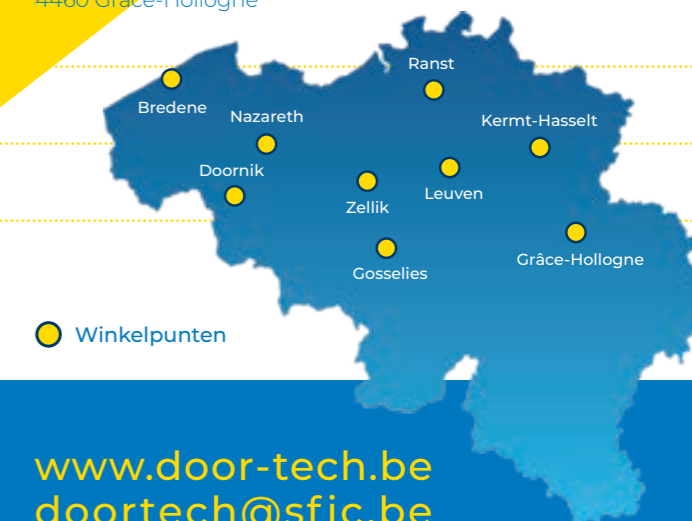 4460 Grâce-Hollogne
Ranst
Bredene
Nazareth
Kermt-Hasselt
Doornik
Leuven
Zellik
Grâce-Hollogne
Gosselies
Winkelpunten
www.door-tech.be
doortech@sfic.be